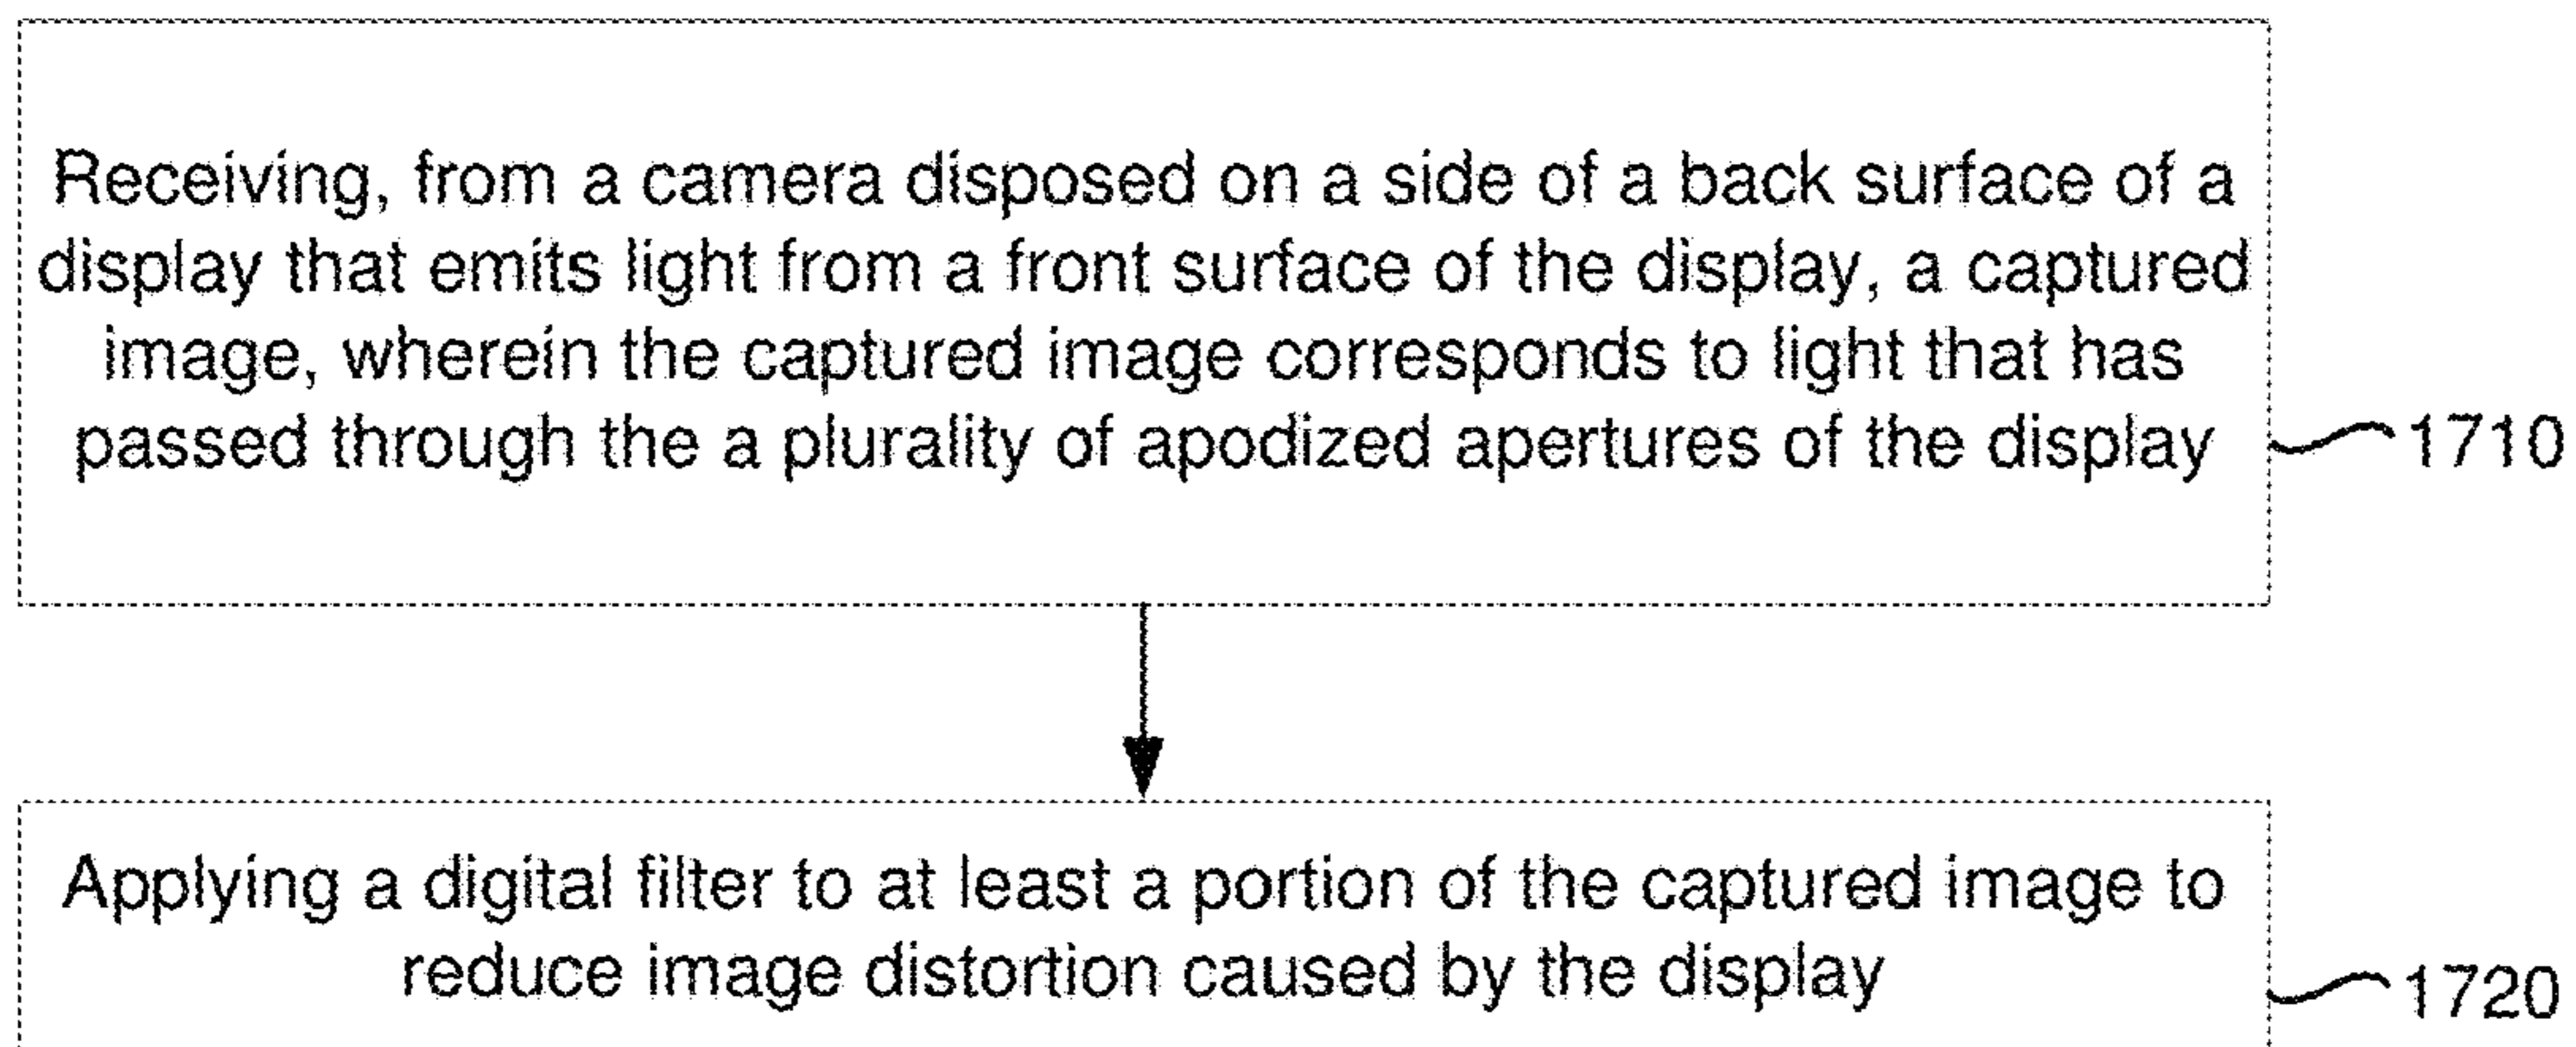 Receiving, from a camera disposed on a side of a back surface of a
display that emits light from a front surface of the display, a captured
image, wherein the captured image corresponds to light that has
passed through the a plurality of apodized apertures of the display
1710
Applying a digital filter to at least a portion of the captured image to
reduce image distortion caused by the display
1720